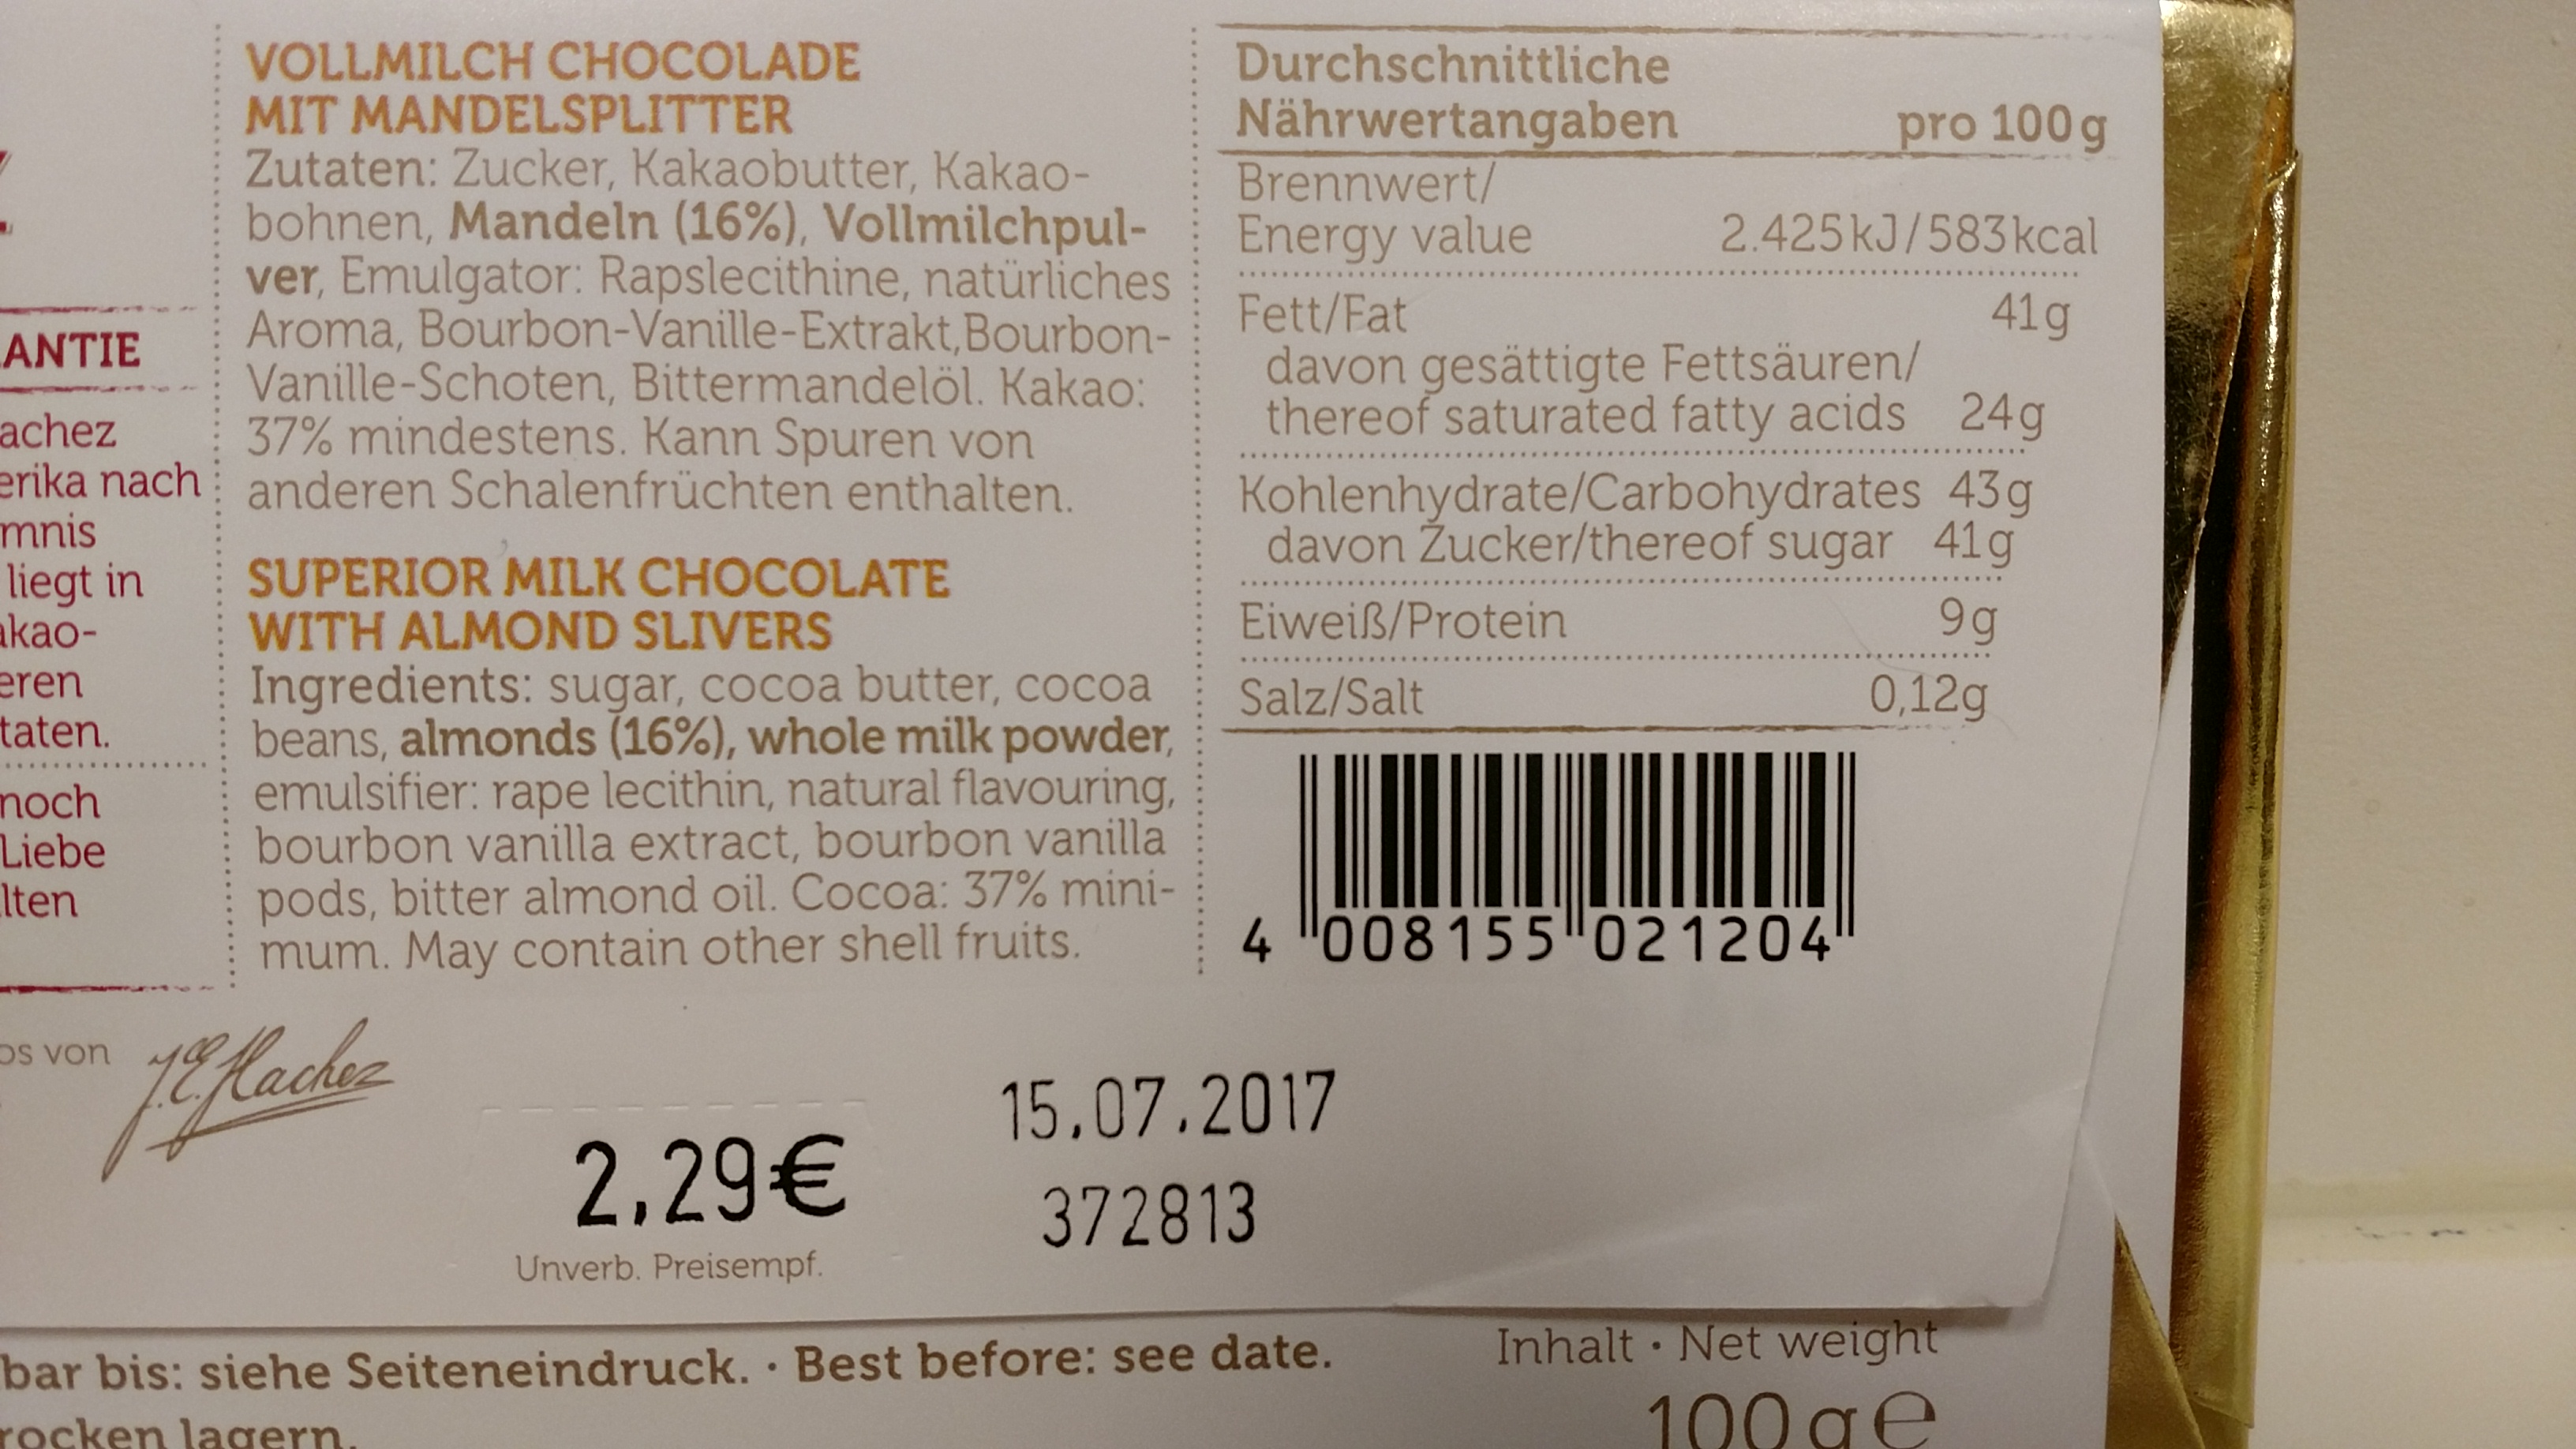 ANTIE
achez
erika nach
mnis
liegt in
akao-
eren
taten.
noch
Liebe
lten
os von
J.E. Hachez
VOLLMILCH CHOCOLADE
MIT MANDELSPLITTER
Zutaten: Zucker, Kakaobutter, Kakao-
bohnen, Mandeln (16%), Vollmilchpul-
ver, Emulgator: Rapslecithine, natürliches
Aroma, Bourbon-Vanille-Extrakt,Bourbon-
Vanille-Schoten, Bittermandelöl. Kakao:
37% mindestens. Kann Spuren von
anderen Schalenfrüchten enthalten.
SUPERIOR MILK CHOCOLATE
WITH ALMOND SLIVERS
Ingredients: sugar, cocoa butter, cocoa
beans, almonds (16%), whole milk powder,
emulsifier: rape lecithin, natural flavouring,
bourbon vanilla extract, bourbon vanilla
pods, bitter almond oil. Cocoa: 37% mini-
mum. May contain other shell fruits.
Durchschnittliche
Nährwertangaben pro 100g
Brennwert/
Energy value 2.425kJ/583kcal
Fett/Fat 41g
davon gesättigte Fettsäuren/
thereof saturated fatty acids 24g
Kohlenhydrate/Carbohydrates 43g
davon Zucker/thereof sugar 41g
Eiweiß/Protein 9g
Salz/Salt 0,12g
4 008155 021204
2,29€
Unverb. Preisempf.
15.07.2017
372813
bar bis: siehe Seiteneindruck. · Best before: see date.
rocken lagern.
Inhalt · Net weight
100 g e